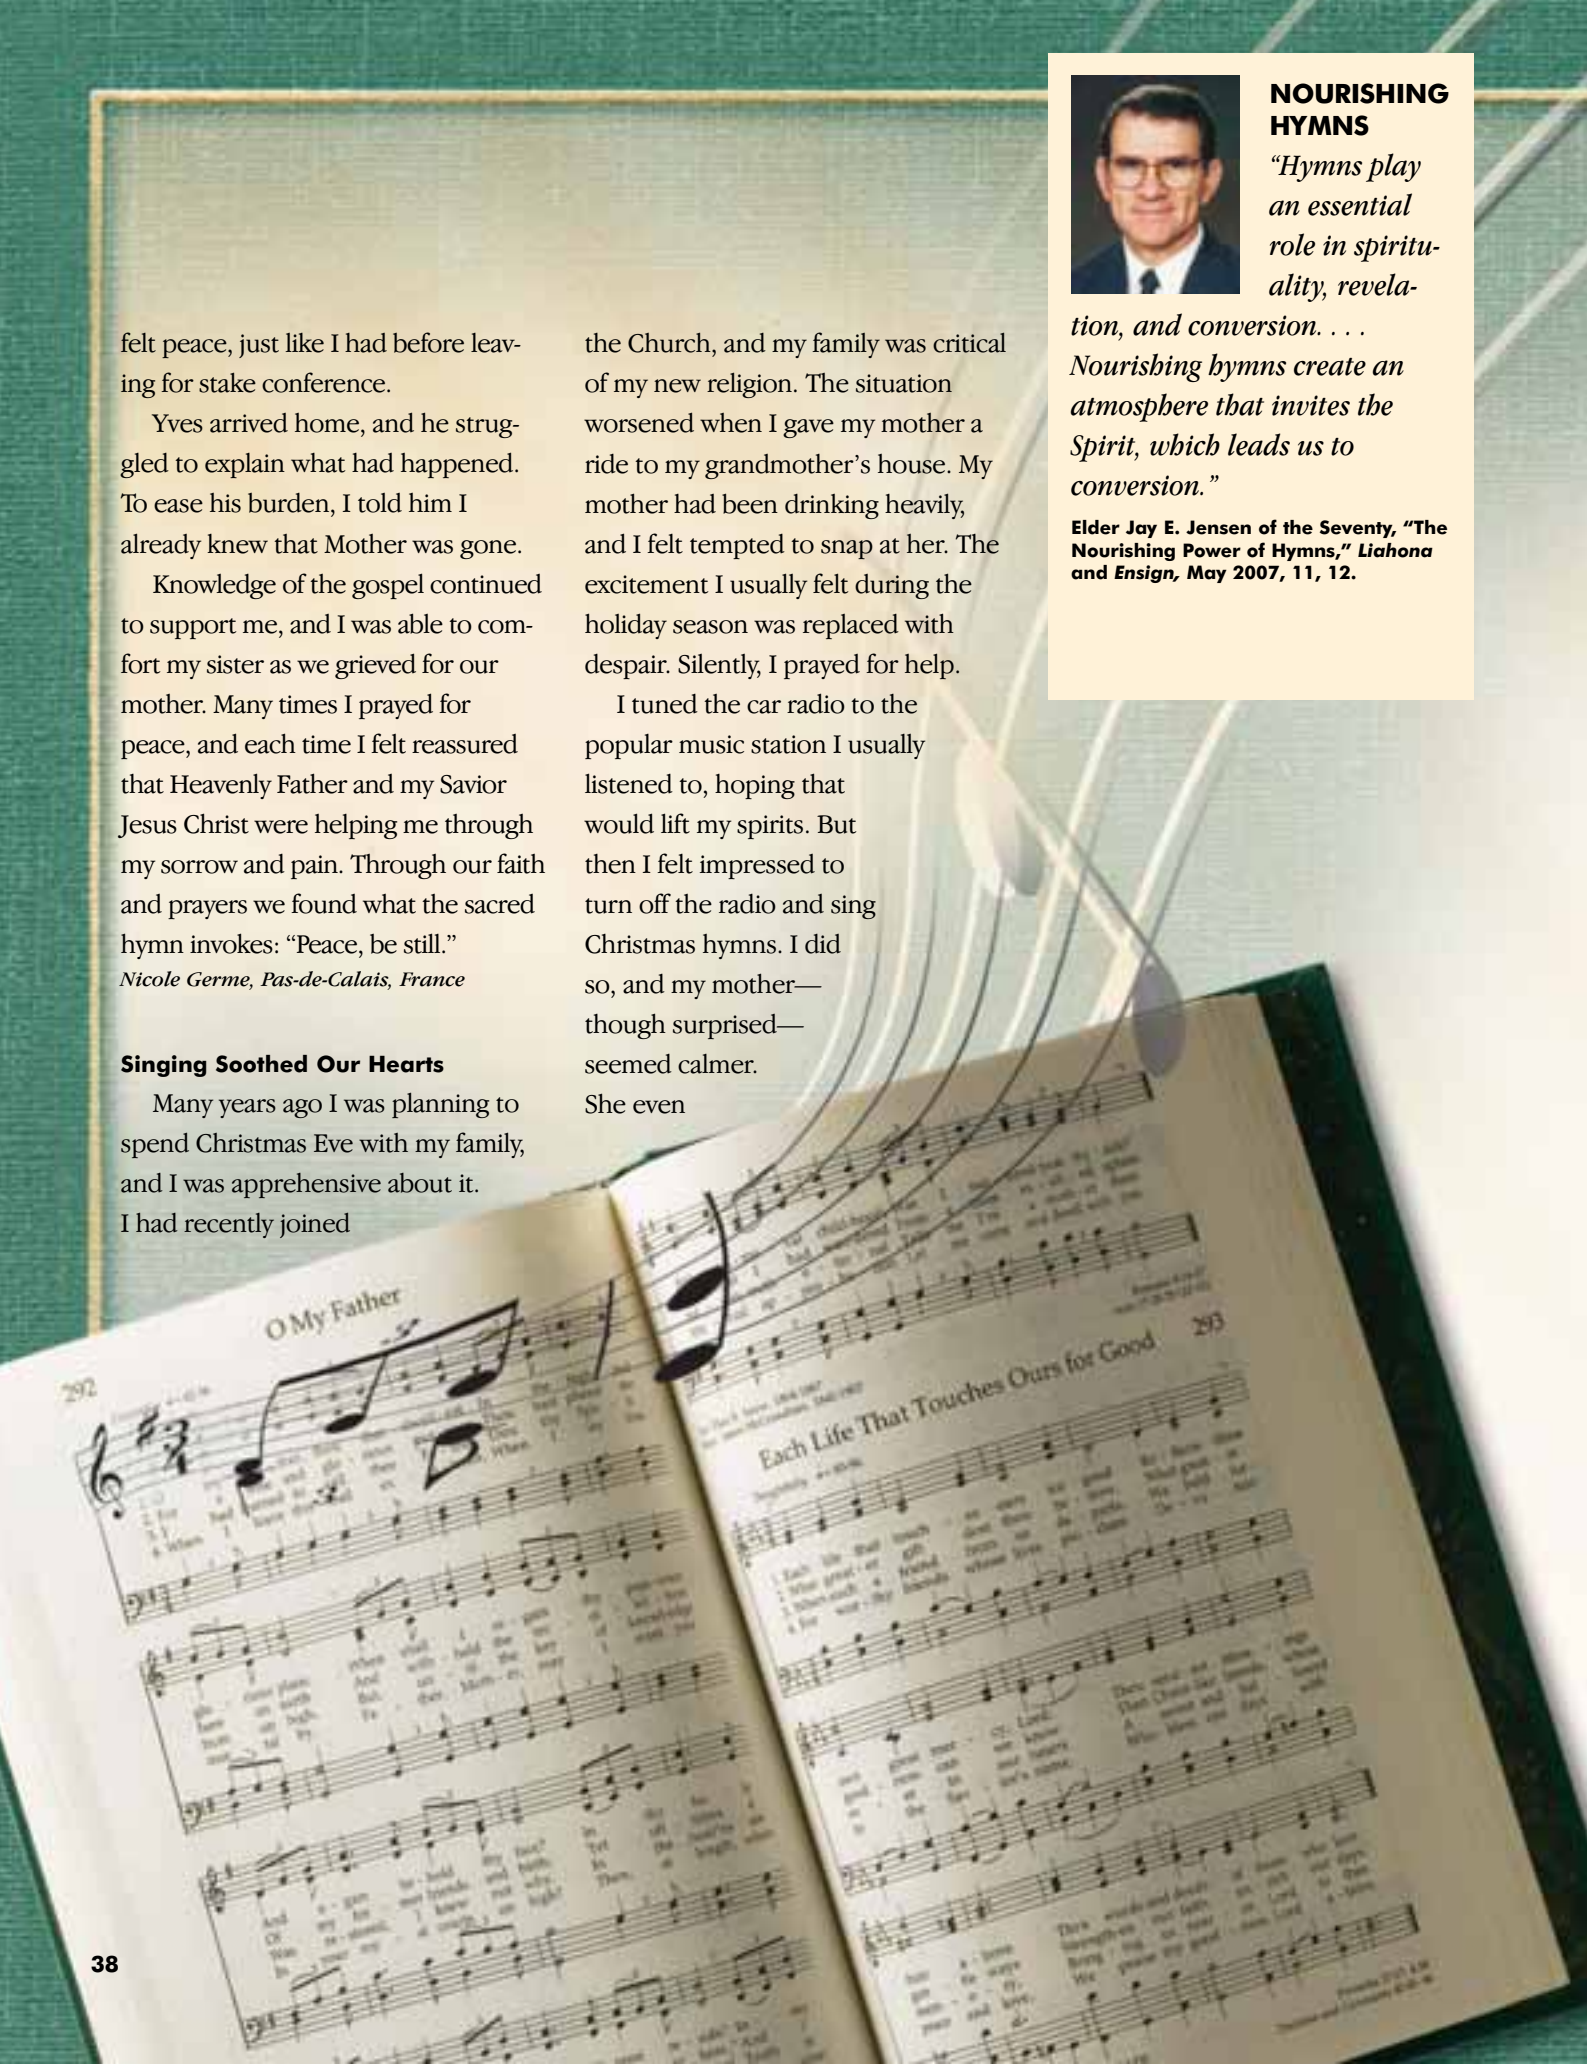 felt peace, just like I had before leav-
ing for stake conference.
Yves arrived home, and he strug-
gled to explain what had happened.
To ease his burden, I told him I
already knew that Mother was gone.
Knowledge of the gospel continued
to support me, and I was able to com-
fort my sister as we grieved for our
mother. Many times I prayed for
peace, and each time I felt reassured
that Heavenly Father and my Savior
Jesus Christ were helping me through
my sorrow and pain. Through our faith
and prayers we found what the sacred
hymn invokes: “Peace, be still.”
Nicole Germe, Pas-de-Calais, France
Singing Soothed Our Hearts
Many years ago I was planning to
spend Christmas Eve with my family,
and I was apprehensive about it.
I had recently joined
the Church, and my family was critical
of my new religion. The situation
worsened when I gave my mother a
ride to my grandmother’s house. My
mother had been drinking heavily,
and I felt tempted to snap at her. The
excitement I usually felt during the
holiday season was replaced with
despair. Silently, I prayed for help.
I tuned the car radio to the
popular music station I usually
listened to, hoping that
would lift my spirits. But
then I felt impressed to
turn off the radio and sing
Christmas hymns. I did
so, and my mother—
though surprised—
seemed calmer.
She even
NOURISHING
HYMNS
“Hymns play
an essential
role in spiritu-
ality, revela-
tion, and conversion. . . .
Nourishing hymns create an
atmosphere that invites the
Spirit, which leads us to
conversion.”
Elder Jay E. Jensen of the Seventy, “The
Nourishing Power of Hymns,” Liahona
and Ensign, May 2007, 11, 12.
O My Father
292
293
Each Life That Touches Ours for Good
38